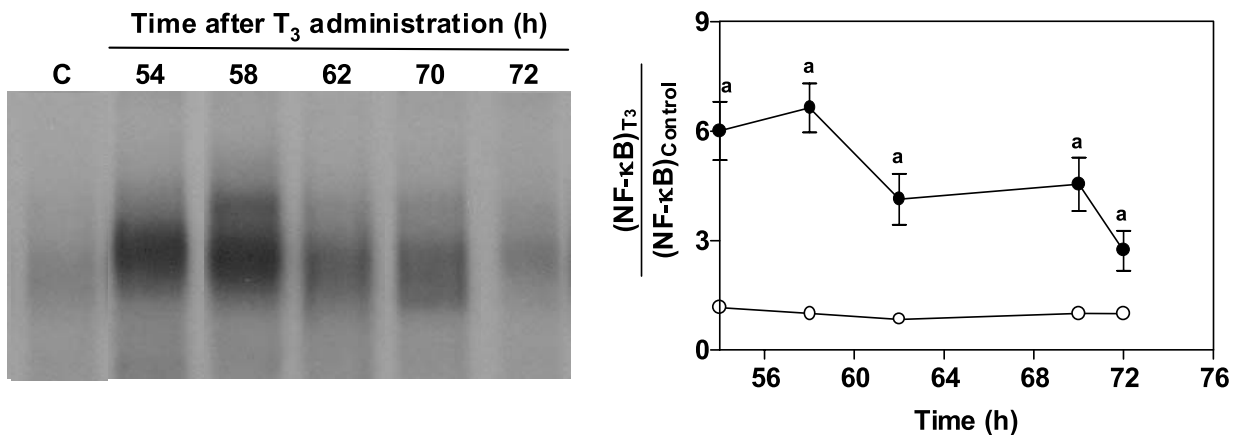 Time after T3 administration (h)
C 54 58 62 70 72
9
6
3
0
(NF-κB)T3
(NF-κB)Control
a
a
a
a
a
56 60 64 68 72 76
Time (h)